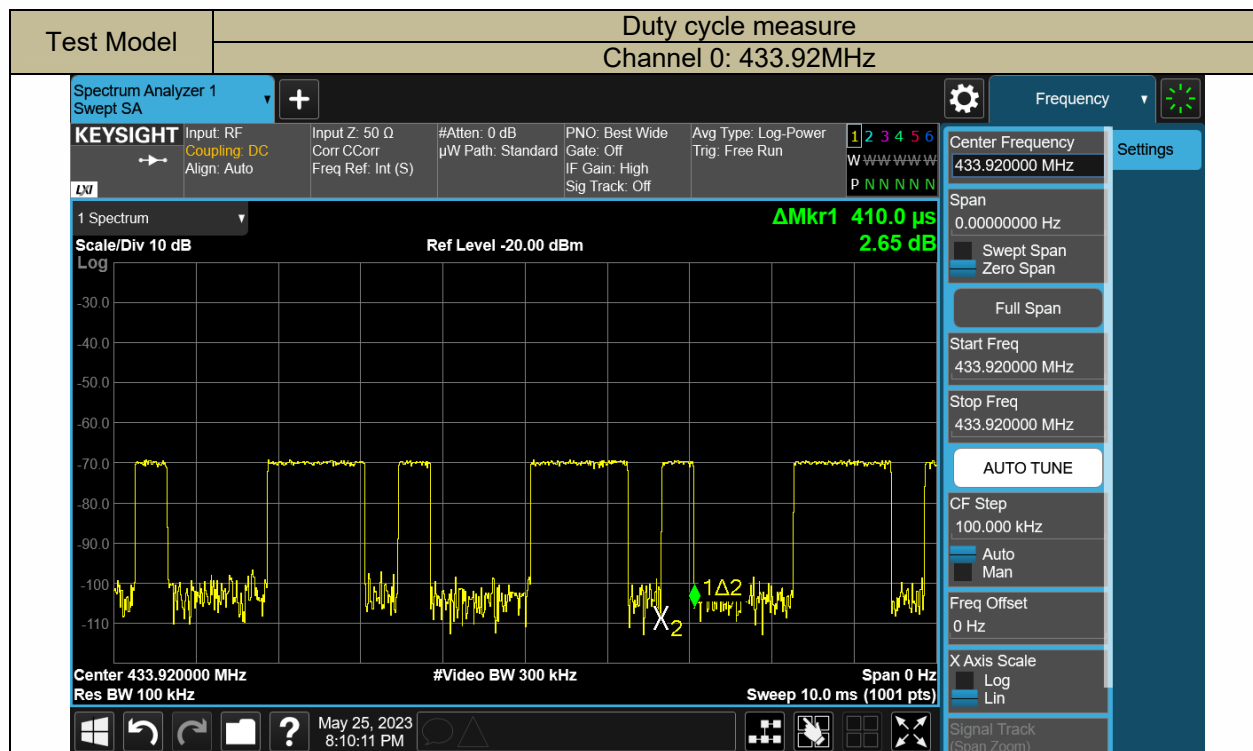 Test Model
Duty cycle measure
Channel 0: 433.92MHz
Spectrum Analyzer 1
Swept SA
Frequency
KEYSIGHT
LXI
Input: RF
Coupling: DC
Align: Auto
Input Z: 50 Ω
Corr CCorr
Freq Ref: Int (S)
#Atten: 0 dB
µW Path: Standard
PNO: Best Wide
Gate: Off
IF Gain: High
Sig Track: Off
Avg Type: Log-Power
Trig: Free Run
1 2 3 4 5 6
W W W W W W
P N N N N N
1 Spectrum
ΔMkr1 410.0 µs
2.65 dB
Scale/Div 10 dB
Ref Level -20.00 dBm
Log
-30.0
-40.0
-50.0
-60.0
-70.0
-80.0
-90.0
-100
-110
1Δ2
X2
Center 433.920000 MHz
#Video BW 300 kHz
Span 0 Hz
Res BW 100 kHz
Sweep 10.0 ms (1001 pts)
May 25, 2023
8:10:11 PM
Center Frequency
433.920000 MHz
Settings
Span
0.00000000 Hz
Swept Span
Zero Span
Full Span
Start Freq
433.920000 MHz
Stop Freq
433.920000 MHz
AUTO TUNE
CF Step
100.000 kHz
Auto
Man
Freq Offset
0 Hz
X Axis Scale
Log
Lin
Signal Track
(Span Zoom)